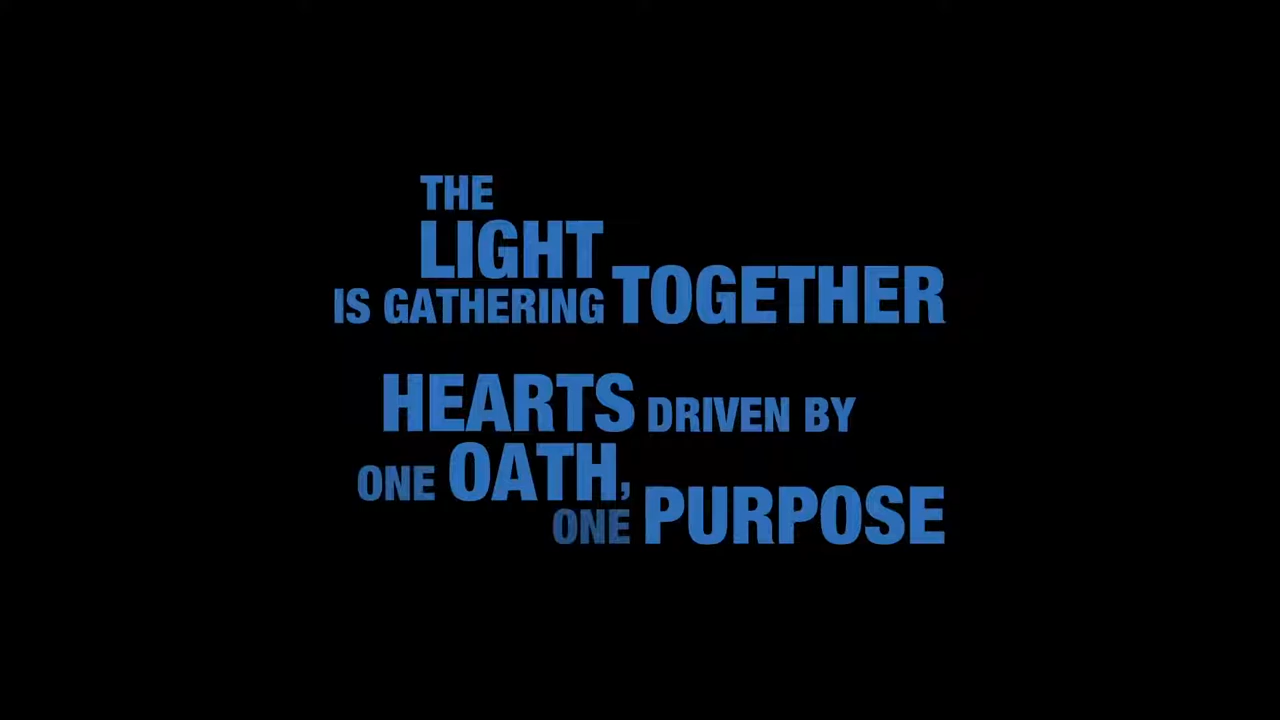 THE
LIGHT
IS GATHERING TOGETHER
HEARTS DRIVEN BY
ONE OATH,
ONE PURPOSE